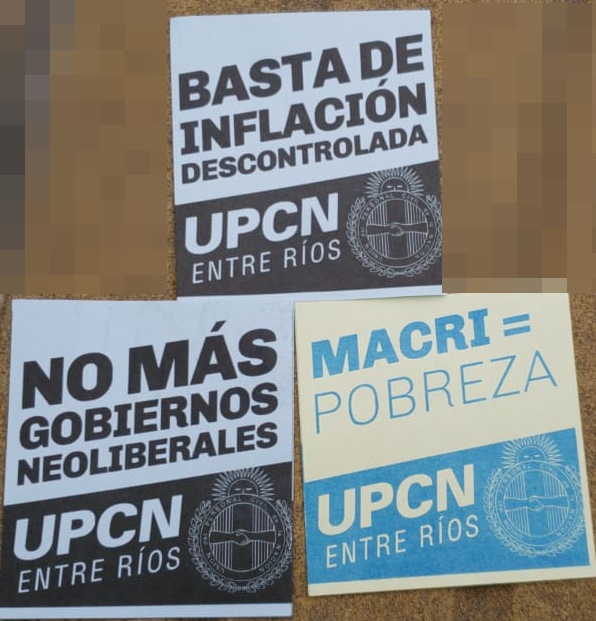 BASTA DE
INFLACIÓN
DESCONTROLADA
UPCN
ENTRE RÍOS
NO MÁS
GOBIERNOS
NEOLIBERALES
UPCN
ENTRE RÍOS
MACRI =
POBREZA
UPCN
ENTRE RÍOS